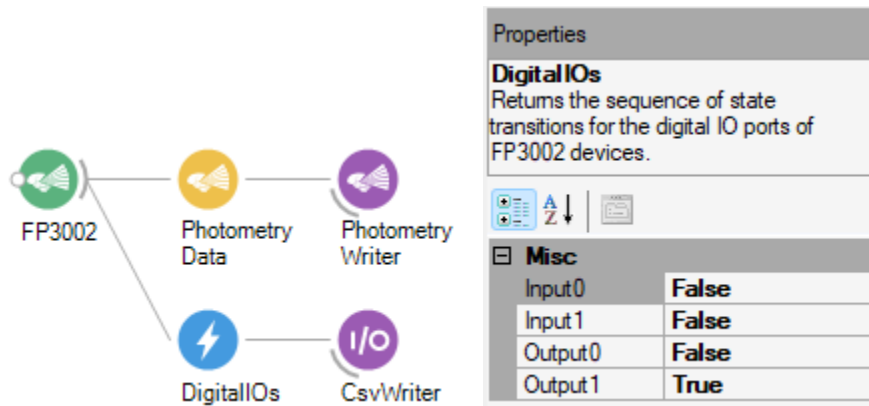 FP3002
Photometry
Data
Photometry
Writer
DigitalIOs
I/O
CsvWriter
Properties
DigitalIOs
Returns the sequence of state
transitions for the digital IO ports of
FP3002 devices.
A
Z
Misc
Input0 False
Input1 False
Output0 False
Output1 True